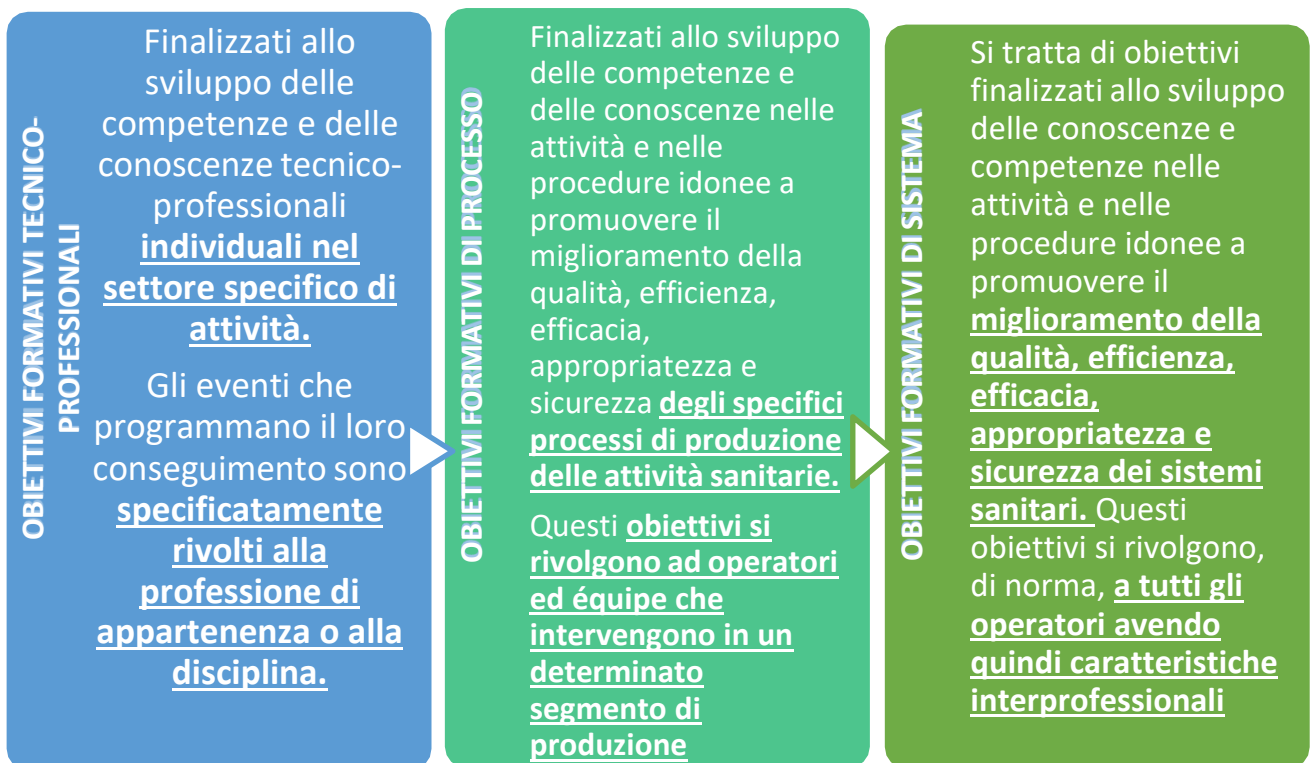 OBIETTIVI FORMATIVI TECNICO-
PROFESSIONALI
Finalizzati allo
sviluppo delle
competenze e delle
conoscenze tecnico-
professionali
individuali nel
settore specifico di
attività.
Gli eventi che
programmano il loro
conseguimento sono
specificatamente
rivolti alla
professione di
appartenenza o alla
disciplina.
OBIETTIVI FORMATIVI DI PROCESSO
Finalizzati allo sviluppo
delle competenze e
delle conoscenze nelle
attività e nelle
procedure idonee a
promuovere il
miglioramento della
qualità, efficienza,
efficacia,
appropriatezza e
sicurezza degli specifici
processi di produzione
delle attività sanitarie.
Questi obiettivi si
rivolgono ad operatori
ed équipe che
intervengono in un
determinato
segmento di
produzione
OBIETTIVI FORMATIVI DI SISTEMA
Si tratta di obiettivi
finalizzati allo sviluppo
delle conoscenze e
competenze nelle
attività e nelle
procedure idonee a
promuovere il
miglioramento della
qualità, efficienza,
efficacia,
appropriatezza e
sicurezza dei sistemi
sanitari. Questi
obiettivi si rivolgono,
di norma, a tutti gli
operatori avendo
quindi caratteristiche
interprofessionali